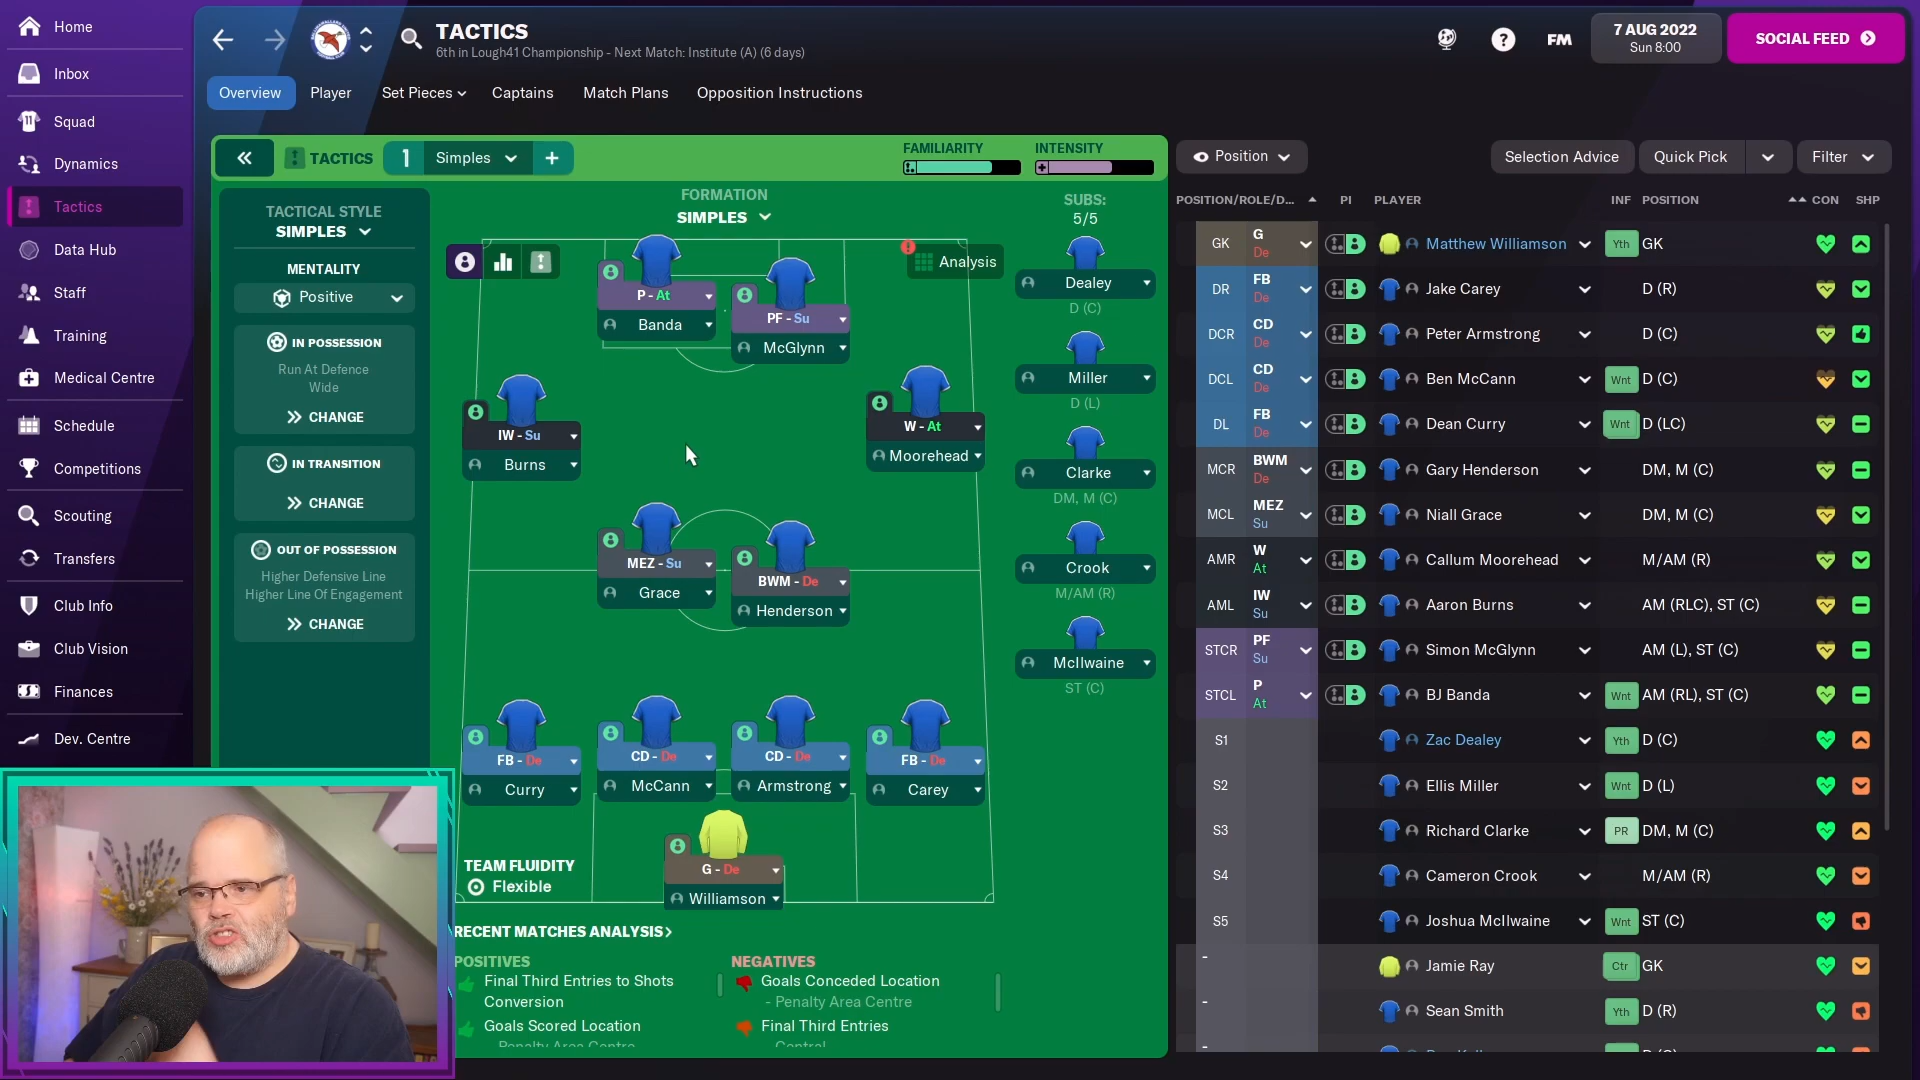 Home
Inbox
Squad
Dynamics
Tactics
Data Hub
Staff
Training
Medical Centre
Schedule
Competitions
Scouting
Transfers
Club Info
Club Vision
Finances
Dev. Centre
TACTICS
6th in Lough41 Championship - Next Match: Institute (A) (6 days)
FM
7 AUG 2022
Sun 8:00
SOCIAL FEED
Overview
Player
Set Pieces
Captains
Match Plans
Opposition Instructions
TACTICS
1
Simples
FAMILIARITY
INTENSITY
TACTICAL STYLE
SIMPLES
MENTALITY
Positive
IN POSSESSION
Run At Defence
Wide
CHANGE
IN TRANSITION
CHANGE
OUT OF POSSESSION
Higher Defensive Line
Higher Line Of Engagement
CHANGE
FORMATION
SIMPLES
Analysis
P - At
Banda
PF - Su
McGlynn
IW - Su
Burns
W - At
Moorehead
MEZ - Su
Grace
BWM - De
Henderson
FB - De
Curry
CD - De
McCann
CD - De
Armstrong
FB - De
Carey
G - De
Williamson
TEAM FLUIDITY
Flexible
SUBS:
5/5
Dealey
D (C)
Miller
D (L)
Clarke
DM, M (C)
Crook
M/AM (R)
McIlwaine
ST (C)
RECENT MATCHES ANALYSIS
POSITIVES
Final Third Entries to Shots
Conversion
Goals Scored Location
- Penalty Area Centre
NEGATIVES
Goals Conceded Location
- Penalty Area Centre
Final Third Entries
Central
Position
Selection Advice
Quick Pick
Filter
POSITION/ROLE/D... PI PLAYER INF POSITION CON SHP
GK G De Matthew Williamson Yth GK
DR FB De Jake Carey D (R)
DCR CD De Peter Armstrong D (C)
DCL CD De Ben McCann Wnt D (C)
DL FB De Dean Curry Wnt D (LC)
MCR BWM De Gary Henderson DM, M (C)
MCL MEZ Su Niall Grace DM, M (C)
AMR W At Callum Moorehead M/AM (R)
AML IW Su Aaron Burns AM (RLC), ST (C)
STCR PF Su Simon McGlynn AM (L), ST (C)
STCL P At BJ Banda Wnt AM (RL), ST (C)
S1 Zac Dealey Yth D (C)
S2 Ellis Miller Wnt D (L)
S3 Richard Clarke PR DM, M (C)
S4 Cameron Crook M/AM (R)
S5 Joshua McIlwaine Wnt ST (C)
- Jamie Ray Ctr GK
- Sean Smith Yth D (R)
-